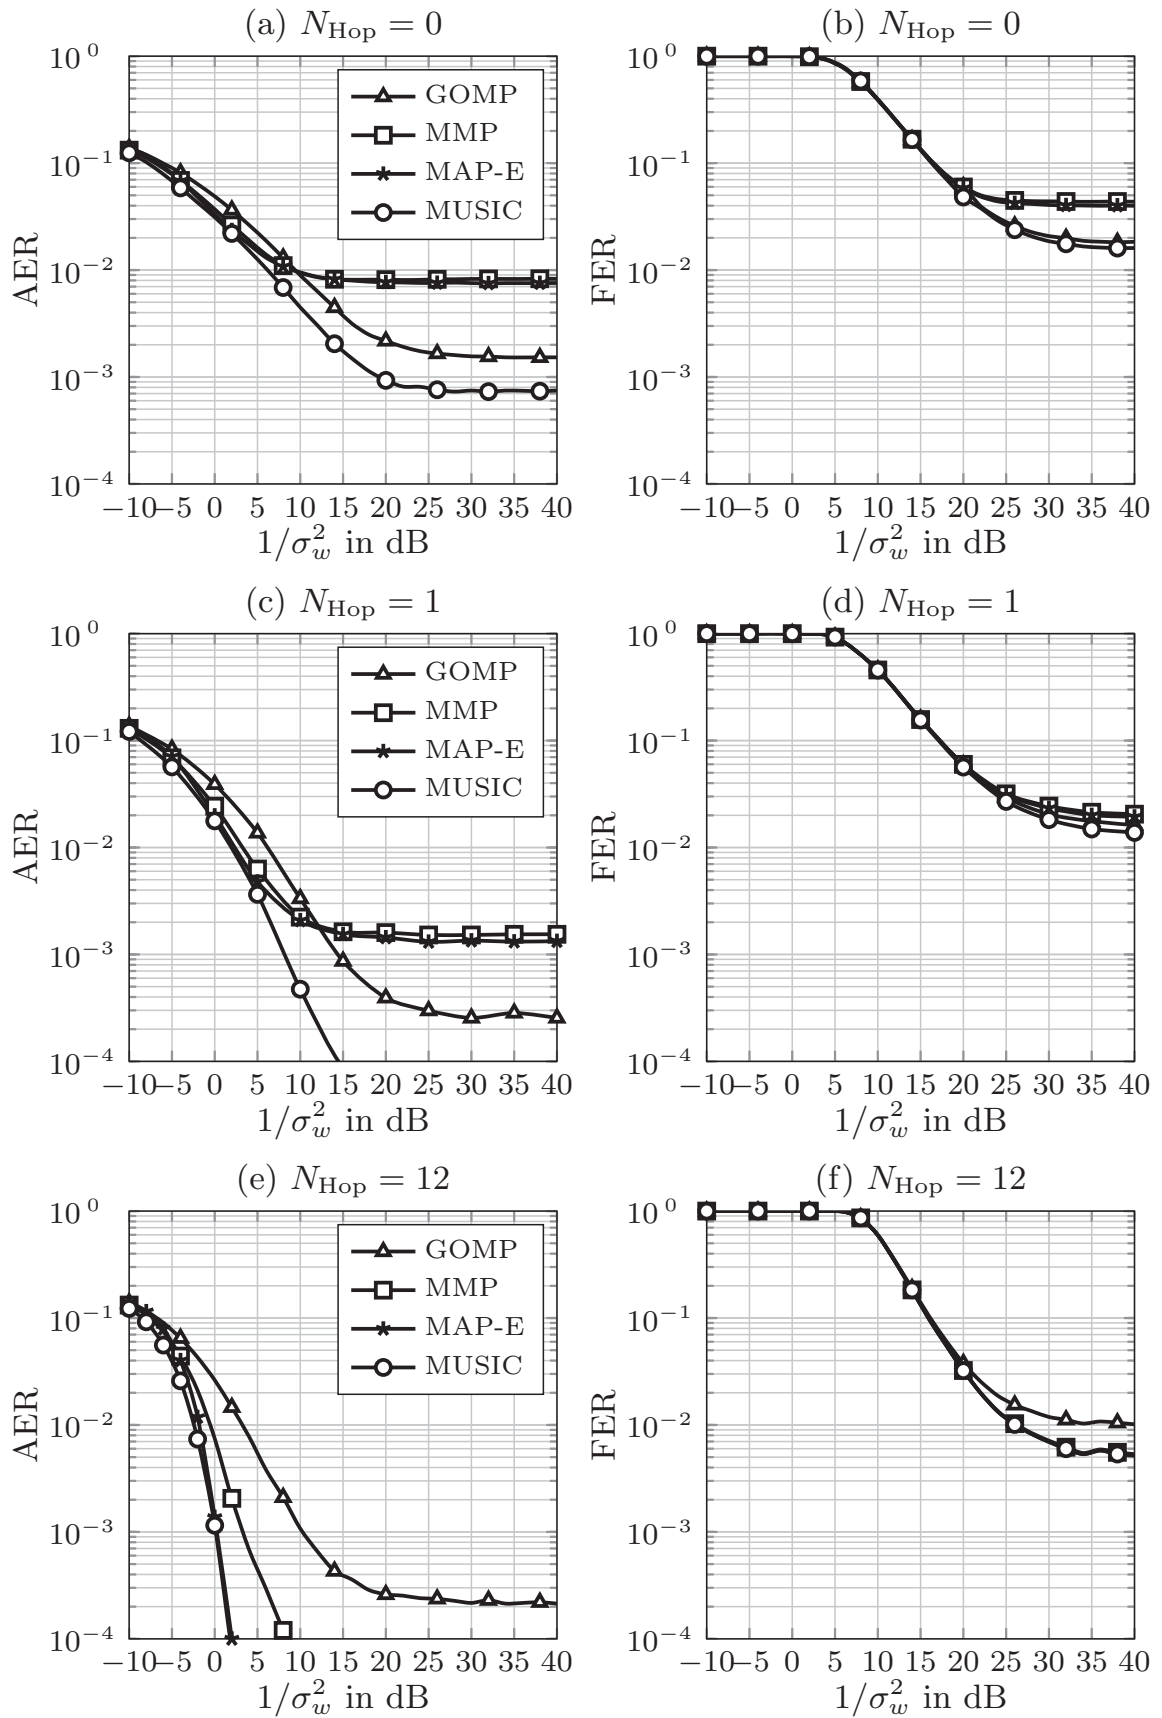 (a) N_Hop = 0
10^0
10^−1
10^−2
10^−3
10^−4
AER
GOMP
MMP
MAP-E
MUSIC
−10 −5 0 5 10 15 20 25 30 35 40
1/σ_w^2 in dB
(b) N_Hop = 0
10^0
10^−1
10^−2
10^−3
10^−4
FER
−10 −5 0 5 10 15 20 25 30 35 40
1/σ_w^2 in dB
(c) N_Hop = 1
10^0
10^−1
10^−2
10^−3
10^−4
AER
GOMP
MMP
MAP-E
MUSIC
−10 −5 0 5 10 15 20 25 30 35 40
1/σ_w^2 in dB
(d) N_Hop = 1
10^0
10^−1
10^−2
10^−3
10^−4
FER
−10 −5 0 5 10 15 20 25 30 35 40
1/σ_w^2 in dB
(e) N_Hop = 12
10^0
10^−1
10^−2
10^−3
10^−4
AER
GOMP
MMP
MAP-E
MUSIC
−10 −5 0 5 10 15 20 25 30 35 40
1/σ_w^2 in dB
(f) N_Hop = 12
10^0
10^−1
10^−2
10^−3
10^−4
FER
−10 −5 0 5 10 15 20 25 30 35 40
1/σ_w^2 in dB